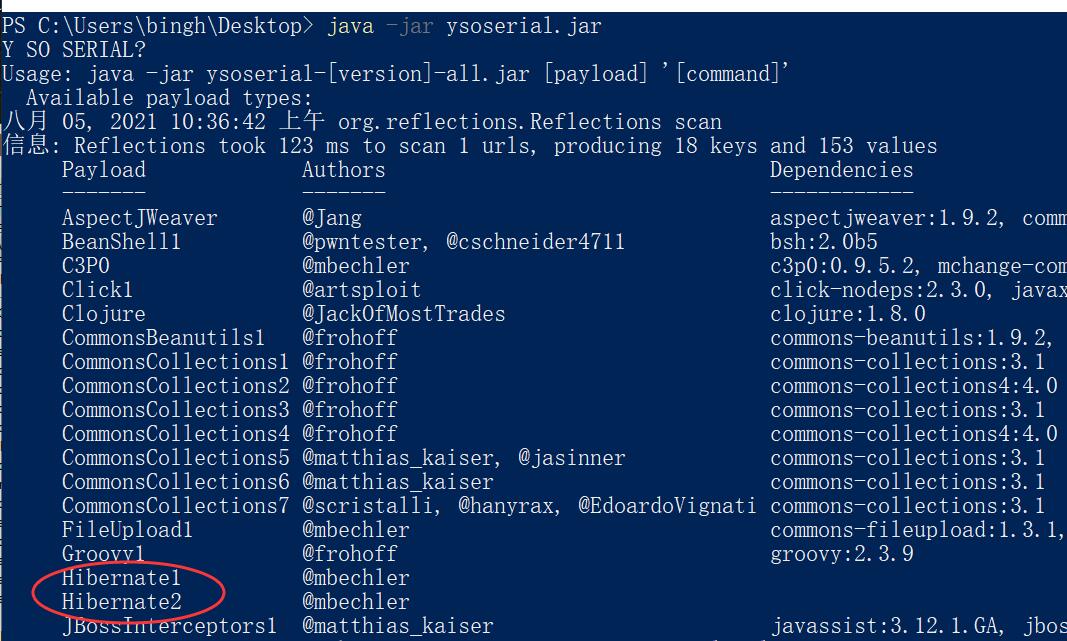 PS C:\Users\bingh\Desktop> java -jar ysoserial.jar
Y SO SERIAL?
Usage: java -jar ysoserial-[version]-all.jar [payload] '[command]'
  Available payload types:
八月 05, 2021 10:36:42 上午 org.reflections.Reflections scan
信息: Reflections took 123 ms to scan 1 urls, producing 18 keys and 153 values
     Payload             Authors                                Dependencies
     -------             -------                                ------------
     AspectJWeaver       @Jang                                  aspectjweaver:1.9.2, comm
     BeanShell1          @pwntester, @cschneider4711            bsh:2.0b5
     C3P0                @mbechler                              c3p0:0.9.5.2, mchange-com
     Click1              @artsploit                             click-nodeps:2.3.0, javax
     Clojure             @JackOfMostTrades                      clojure:1.8.0
     CommonsBeanutils1   @frohoff                               commons-beanutils:1.9.2,
     CommonsCollections1 @frohoff                               commons-collections:3.1
     CommonsCollections2 @frohoff                               commons-collections4:4.0
     CommonsCollections3 @frohoff                               commons-collections:3.1
     CommonsCollections4 @frohoff                               commons-collections4:4.0
     CommonsCollections5 @matthias_kaiser, @jasinner            commons-collections:3.1
     CommonsCollections6 @matthias_kaiser                       commons-collections:3.1
     CommonsCollections7 @scristalli, @hanyrax, @EdoardoVignati commons-collections:3.1
     FileUpload1         @mbechler                              commons-fileupload:1.3.1,
     Groovy1             @frohoff                               groovy:2.3.9
     Hibernate1          @mbechler
     Hibernate2          @mbechler
     JBossInterceptors1  @matthias_kaiser                       javassist:3.12.1.GA, jbos